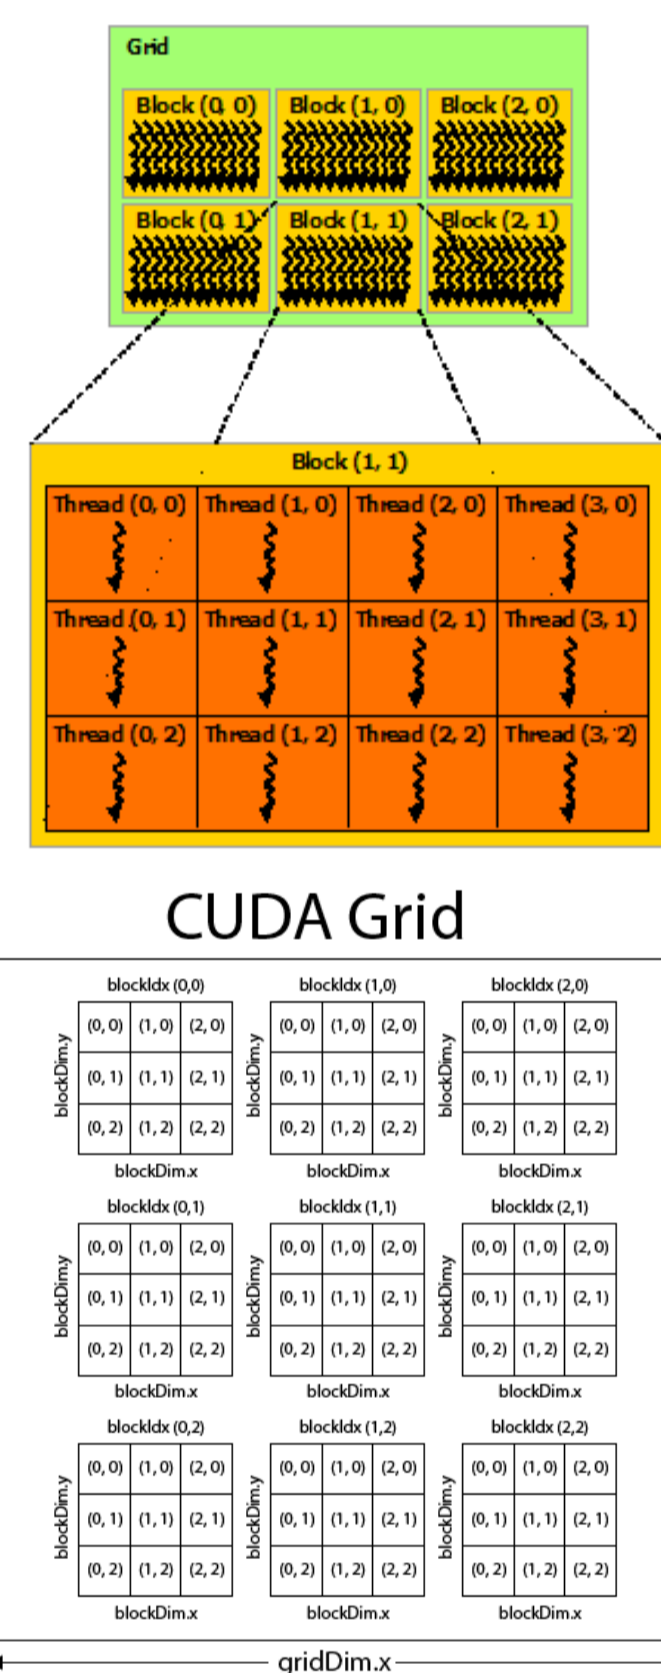 Grid
Block (0, 0) Block (1, 0) Block (2, 0)
Block (0, 1) Block (1, 1) Block (2, 1)
Block (1, 1)
Thread (0, 0) Thread (1, 0) Thread (2, 0) Thread (3, 0)
Thread (0, 1) Thread (1, 1) Thread (2, 1) Thread (3, 1)
Thread (0, 2) Thread (1, 2) Thread (2, 2) Thread (3, 2)
CUDA Grid
blockIdx (0,0) blockIdx (1,0) blockIdx (2,0)
(0, 0) (1, 0) (2, 0) (0, 0) (1, 0) (2, 0) (0, 0) (1, 0) (2, 0)
blockDim.y blockDim.y blockDim.y
(0, 1) (1, 1) (2, 1) (0, 1) (1, 1) (2, 1) (0, 1) (1, 1) (2, 1)
(0, 2) (1, 2) (2, 2) (0, 2) (1, 2) (2, 2) (0, 2) (1, 2) (2, 2)
blockDim.x blockDim.x blockDim.x
blockIdx (0,1) blockIdx (1,1) blockIdx (2,1)
(0, 0) (1, 0) (2, 0) (0, 0) (1, 0) (2, 0) (0, 0) (1, 0) (2, 0)
blockDim.y blockDim.y blockDim.y
(0, 1) (1, 1) (2, 1) (0, 1) (1, 1) (2, 1) (0, 1) (1, 1) (2, 1)
(0, 2) (1, 2) (2, 2) (0, 2) (1, 2) (2, 2) (0, 2) (1, 2) (2, 2)
blockDim.x blockDim.x blockDim.x
blockIdx (0,2) blockIdx (1,2) blockIdx (2,2)
(0, 0) (1, 0) (2, 0) (0, 0) (1, 0) (2, 0) (0, 0) (1, 0) (2, 0)
blockDim.y blockDim.y blockDim.y
(0, 1) (1, 1) (2, 1) (0, 1) (1, 1) (2, 1) (0, 1) (1, 1) (2, 1)
(0, 2) (1, 2) (2, 2) (0, 2) (1, 2) (2, 2) (0, 2) (1, 2) (2, 2)
blockDim.x blockDim.x blockDim.x
gridDim.x